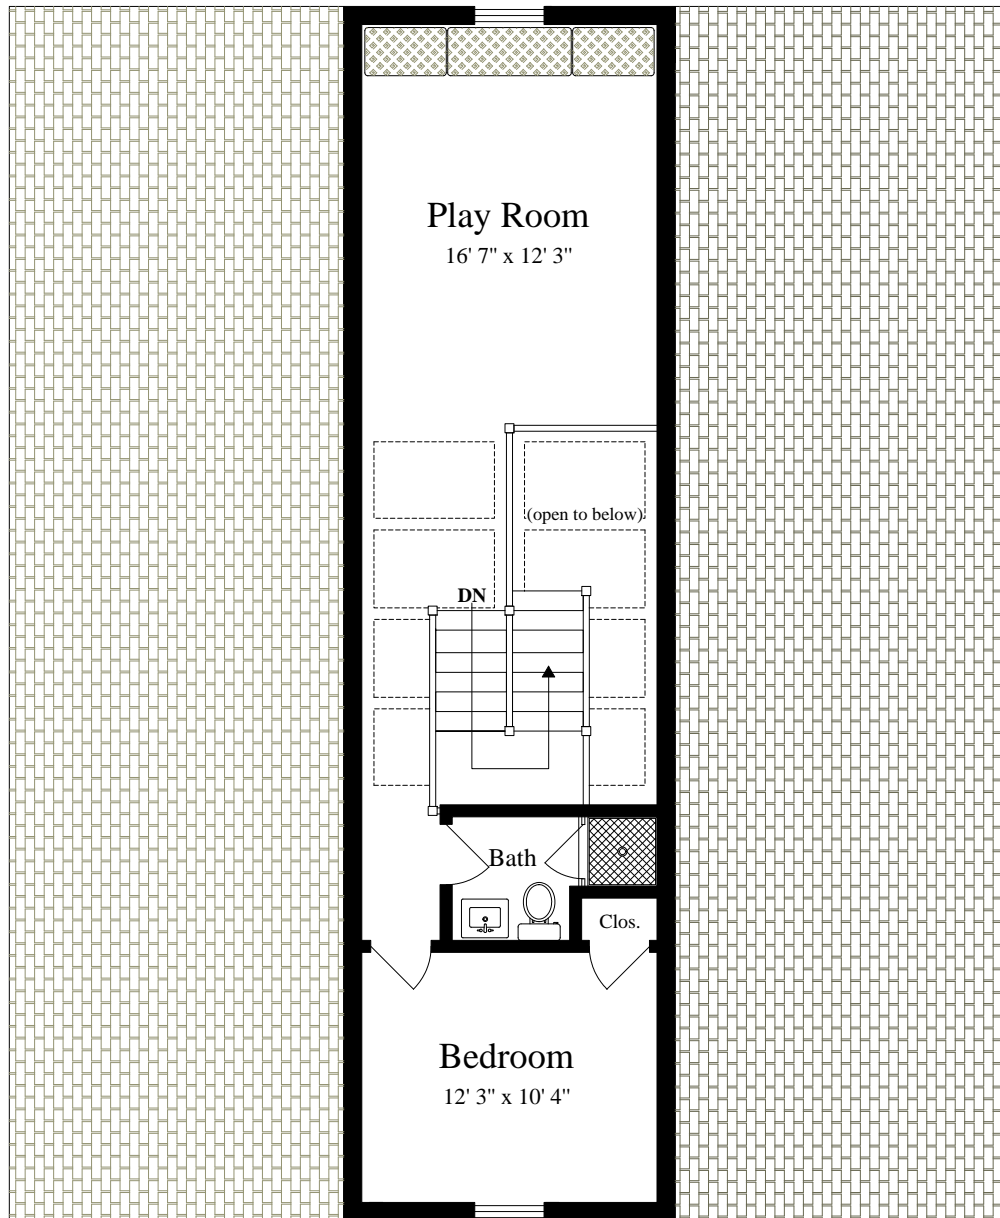 Play Room
16' 7" x 12' 3"
(open to below)
DN
Bath
Clos.
Bedroom
12' 3" x 10' 4"